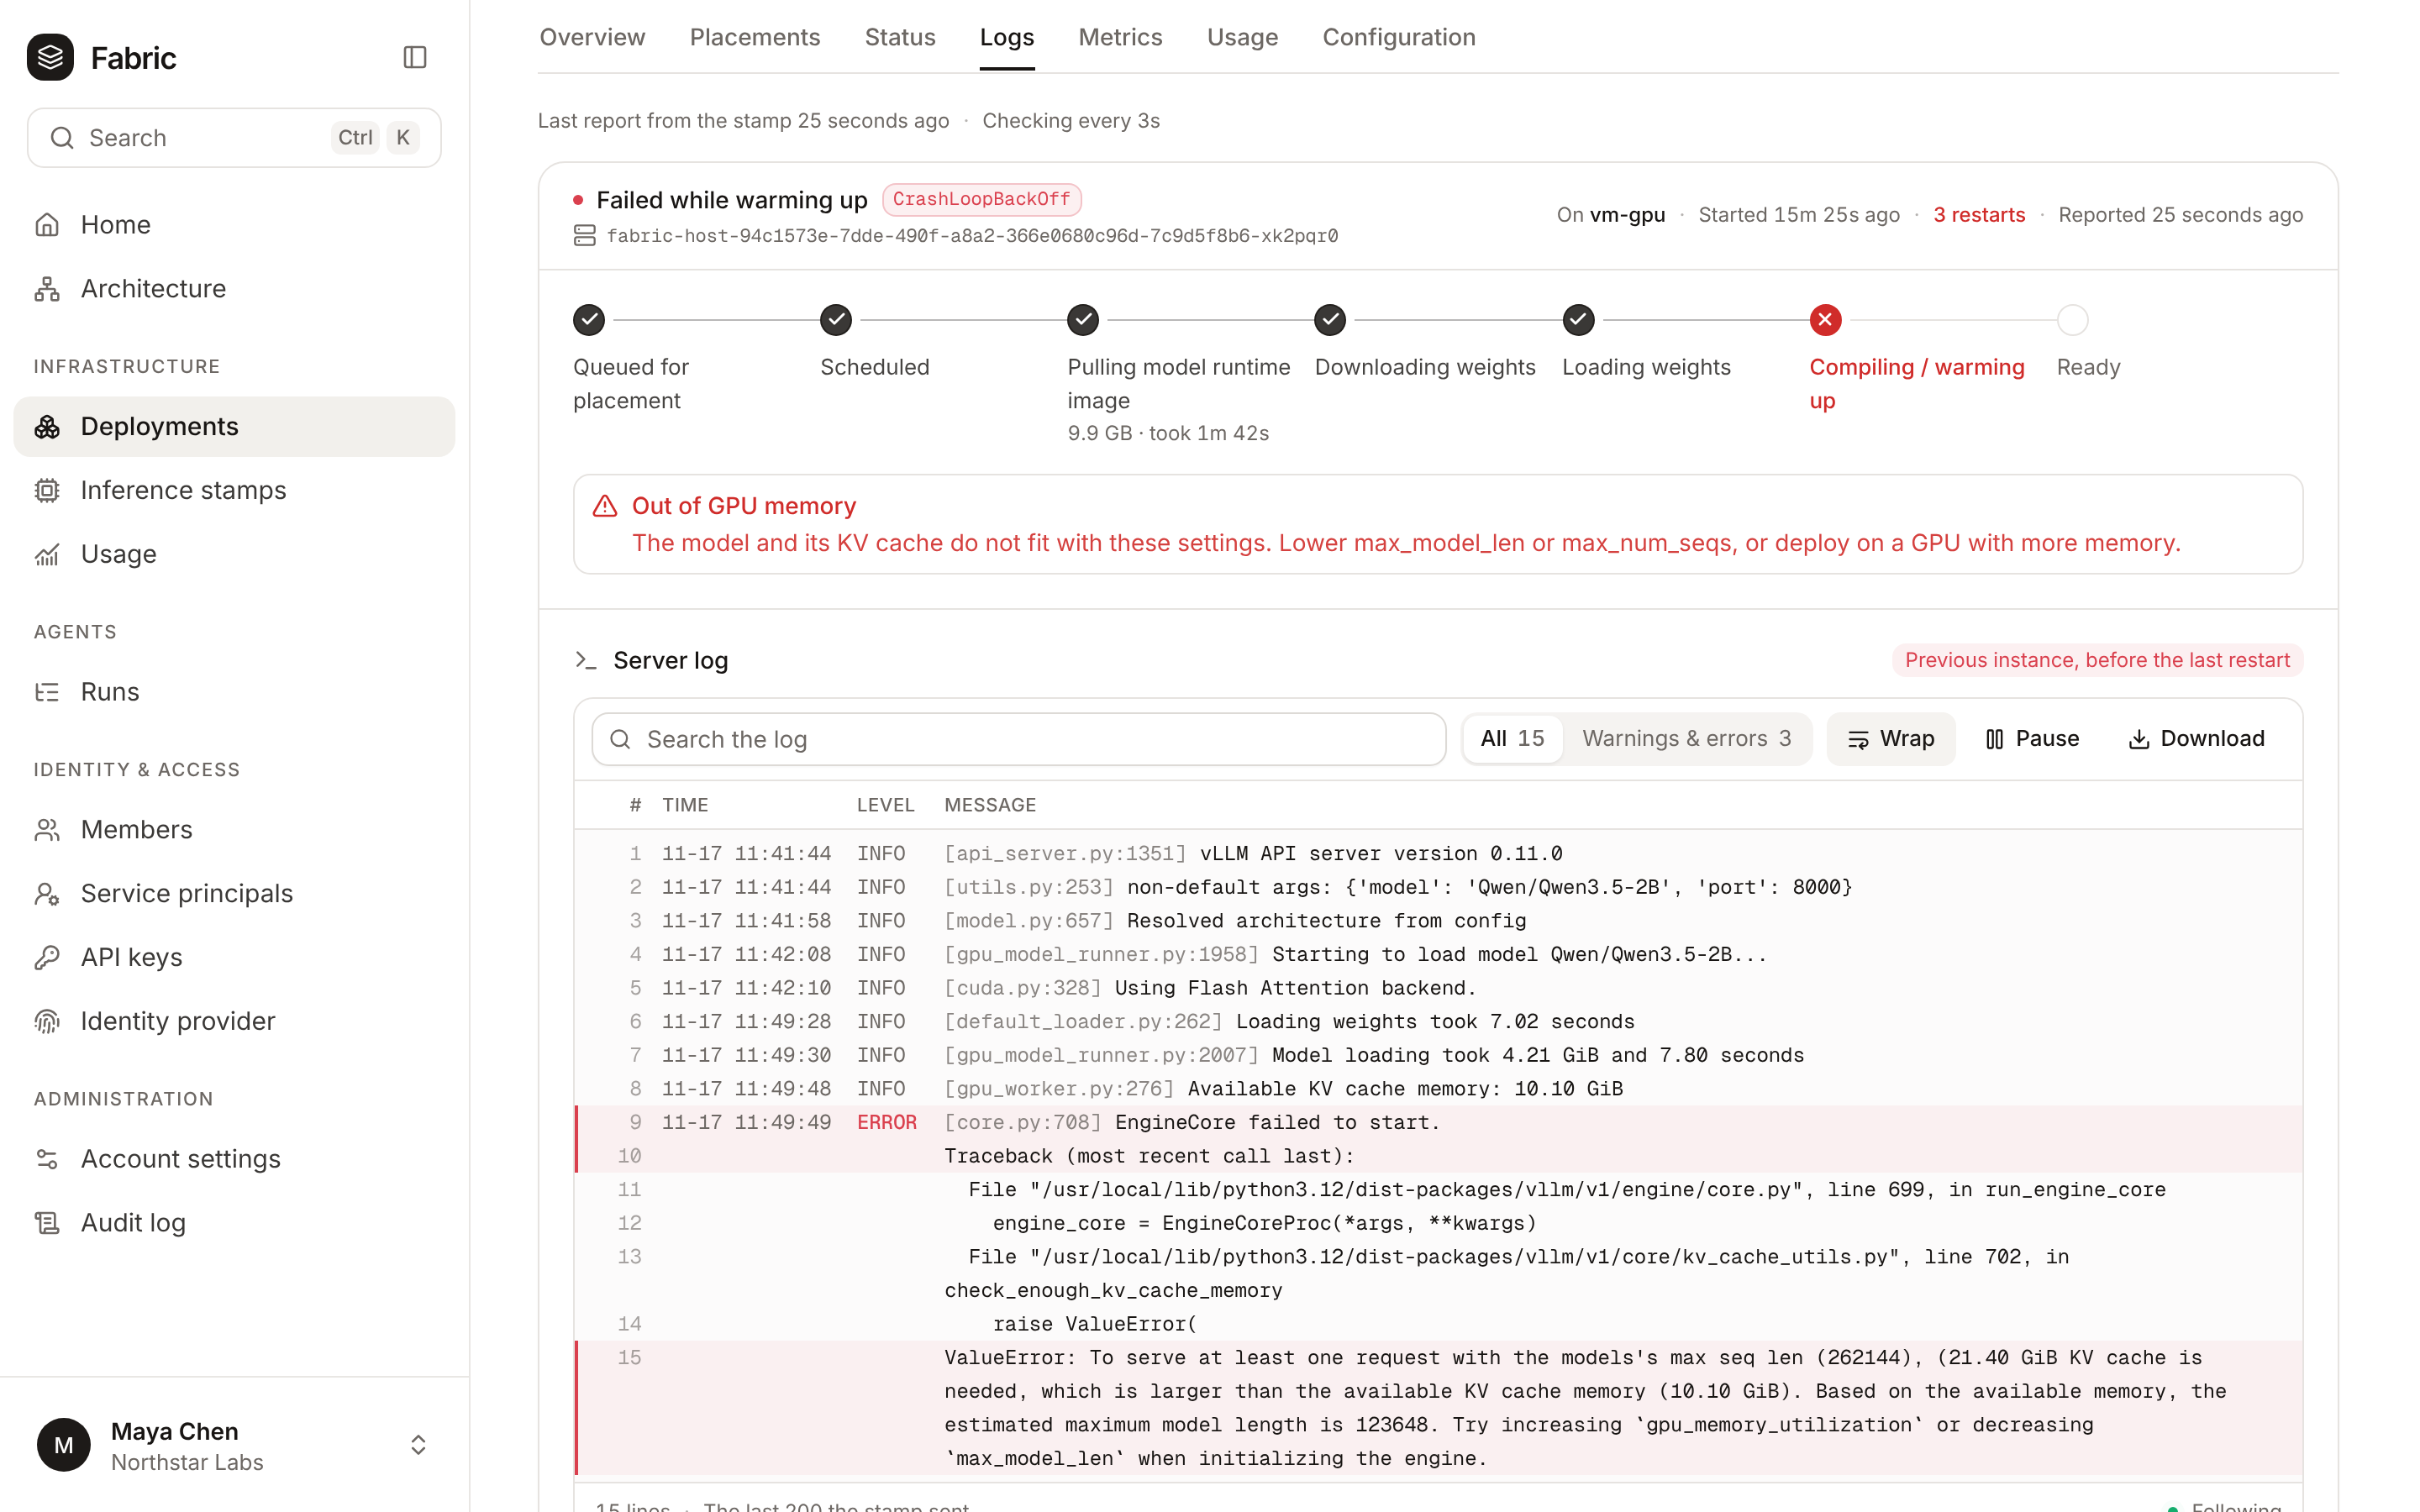 Fabric
Search Ctrl K
Home
Architecture
INFRASTRUCTURE
Deployments
Inference stamps
Usage
AGENTS
Runs
IDENTITY & ACCESS
Members
Service principals
API keys
Identity provider
ADMINISTRATION
Account settings
Audit log
M
Maya Chen
Northstar Labs
Overview Placements Status Logs Metrics Usage Configuration
Last report from the stamp 25 seconds ago · Checking every 3s
Failed while warming up CrashLoopBackOff
fabric-host-94c1573e-7dde-490f-a8a2-366e0680c96d-7c9d5f8b6-xk2pqr0
On vm-gpu · Started 15m 25s ago · 3 restarts · Reported 25 seconds ago
Queued for
placement
Scheduled
Pulling model runtime
image
9.9 GB · took 1m 42s
Downloading weights
Loading weights
Compiling / warming
up
Ready
Out of GPU memory
The model and its KV cache do not fit with these settings. Lower max_model_len or max_num_seqs, or deploy on a GPU with more memory.
Server log
Previous instance, before the last restart
Search the log
All 15 Warnings & errors 3 Wrap Pause Download
# TIME LEVEL MESSAGE
1 11-17 11:41:44 INFO [api_server.py:1351] vLLM API server version 0.11.0
2 11-17 11:41:44 INFO [utils.py:253] non-default args: {'model': 'Qwen/Qwen3.5-2B', 'port': 8000}
3 11-17 11:41:58 INFO [model.py:657] Resolved architecture from config
4 11-17 11:42:08 INFO [gpu_model_runner.py:1958] Starting to load model Qwen/Qwen3.5-2B...
5 11-17 11:42:10 INFO [cuda.py:328] Using Flash Attention backend.
6 11-17 11:49:28 INFO [default_loader.py:262] Loading weights took 7.02 seconds
7 11-17 11:49:30 INFO [gpu_model_runner.py:2007] Model loading took 4.21 GiB and 7.80 seconds
8 11-17 11:49:48 INFO [gpu_worker.py:276] Available KV cache memory: 10.10 GiB
9 11-17 11:49:49 ERROR [core.py:708] EngineCore failed to start.
10 Traceback (most recent call last):
11 File "/usr/local/lib/python3.12/dist-packages/vllm/v1/engine/core.py", line 699, in run_engine_core
12 engine_core = EngineCoreProc(*args, **kwargs)
13 File "/usr/local/lib/python3.12/dist-packages/vllm/v1/core/kv_cache_utils.py", line 702, in
check_enough_kv_cache_memory
14 raise ValueError(
15 ValueError: To serve at least one request with the models's max seq len (262144), (21.40 GiB KV cache is
needed, which is larger than the available KV cache memory (10.10 GiB). Based on the available memory, the
estimated maximum model length is 123648. Try increasing `gpu_memory_utilization` or decreasing
`max_model_len` when initializing the engine.
15 lines · The last 200 the stamp sent
Following